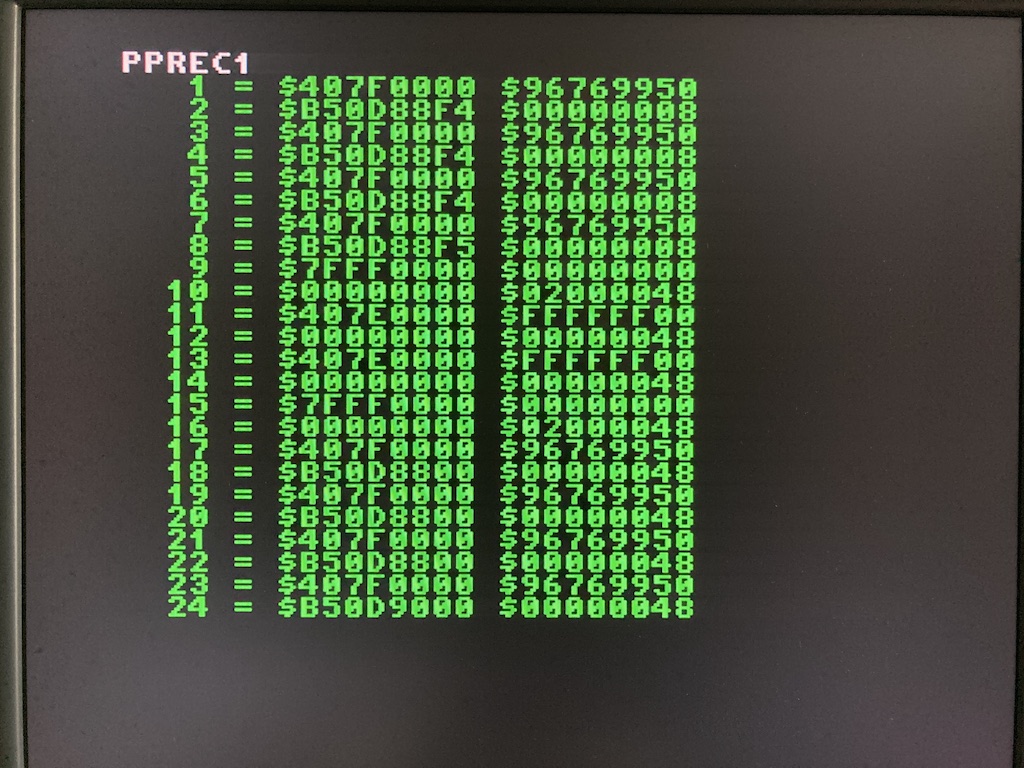 PPREC1
1 = $407F0000 $96769950
2 = $B50D88F4 $00000008
3 = $407F0000 $96769950
4 = $B50D88F4 $00000008
5 = $407F0000 $96769950
6 = $B50D88F4 $00000008
7 = $407F0000 $96769950
8 = $B50D88F5 $00000008
9 = $7FFF0000 $00000000
10 = $00000000 $02000048
11 = $407E0000 $FFFFFF00
12 = $00000000 $00000048
13 = $407E0000 $FFFFFF00
14 = $00000000 $00000048
15 = $7FFF0000 $00000000
16 = $00000000 $02000048
17 = $407F0000 $96769950
18 = $B50D8800 $00000048
19 = $407F0000 $96769950
20 = $B50D8800 $00000048
21 = $407F0000 $96769950
22 = $B50D8800 $00000048
23 = $407F0000 $96769950
24 = $B50D9000 $00000048